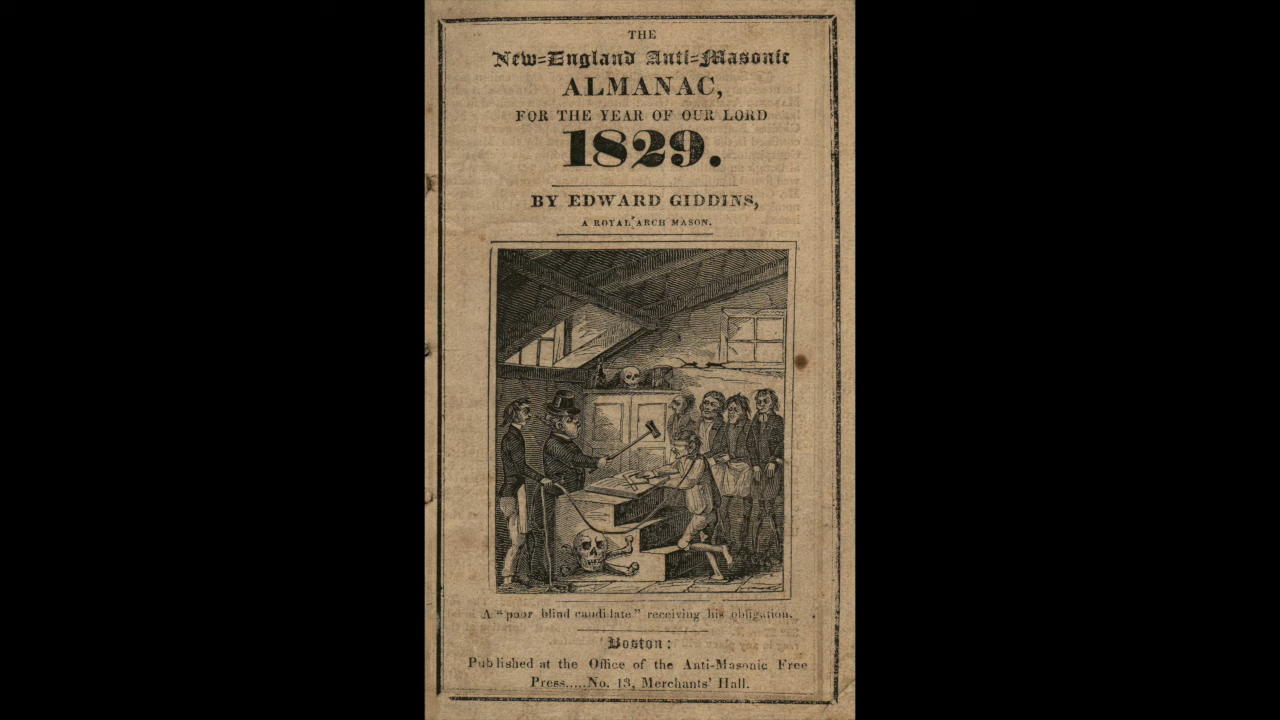 THE
New-England Anti-Masonic
ALMANAC,
FOR THE YEAR OF OUR LORD
1829.
BY EDWARD GIDDINS,
A ROYAL ARCH MASON.
A "poor blind candidate" receiving his obligation.
Boston:
Published at the Office of the Anti-Masonic Free
Press.....No. 13, Merchants' Hall.